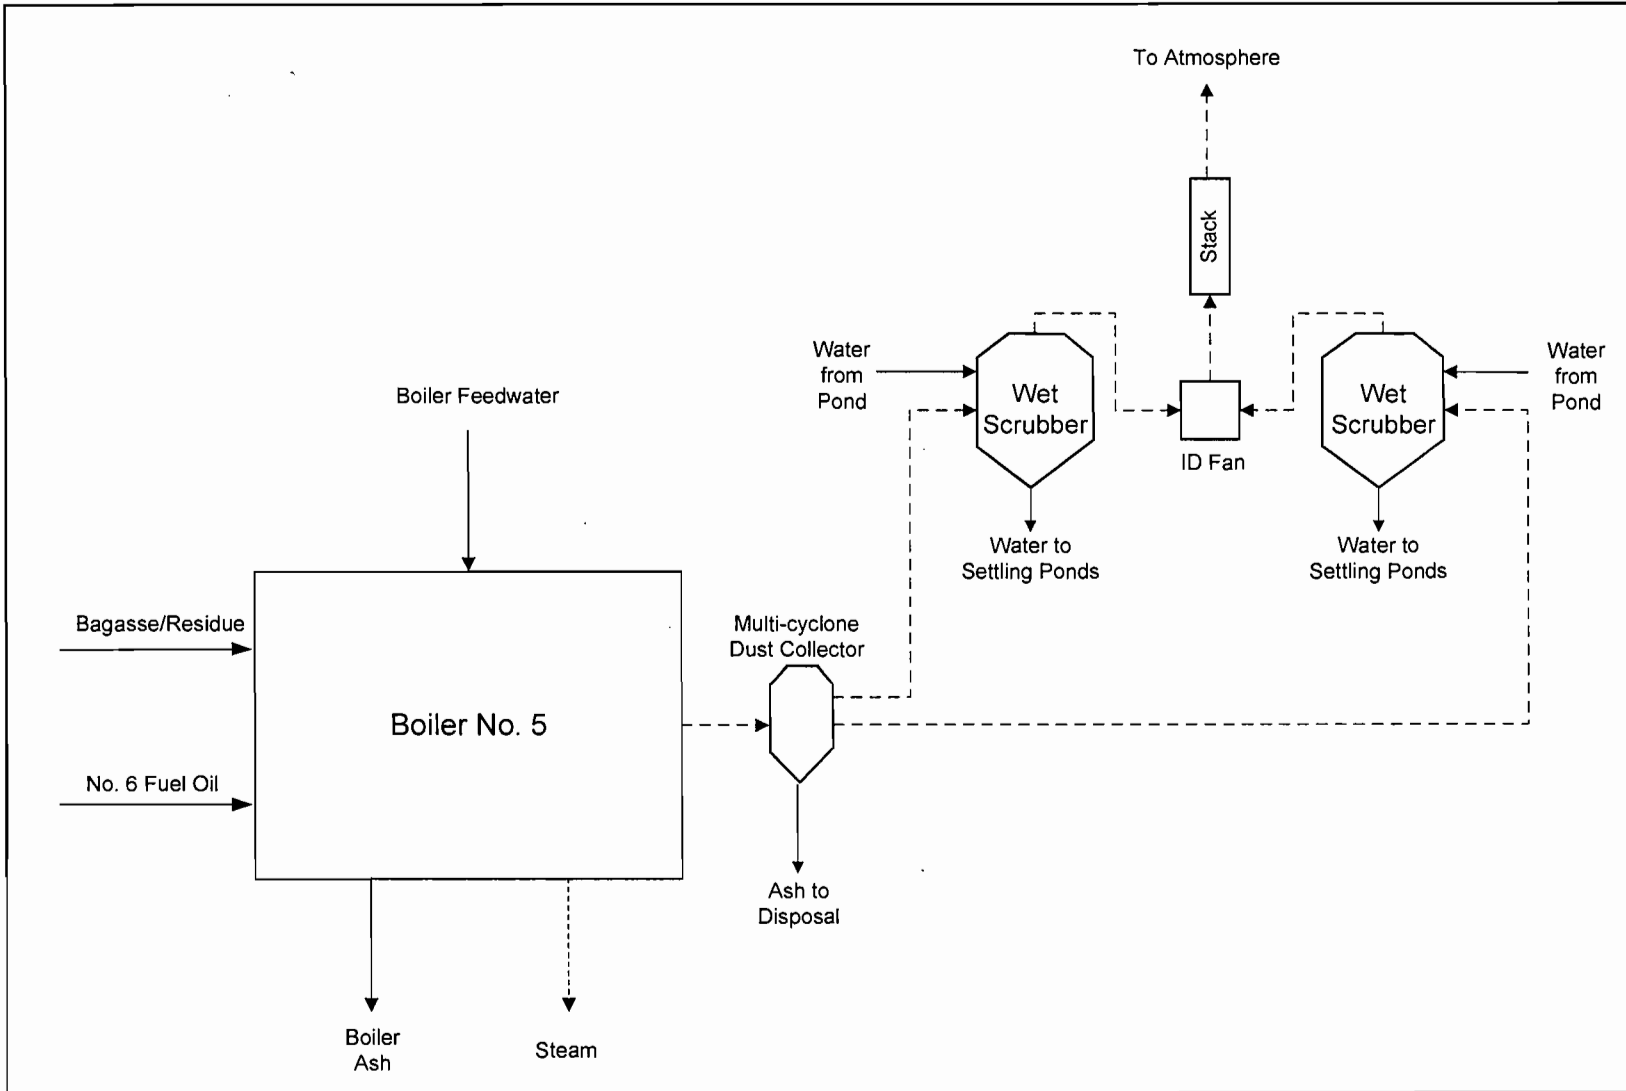 To Atmosphere
Stack
Water
from
Pond
Wet
Scrubber
ID Fan
Wet
Scrubber
Water
from
Pond
Water to
Settling Ponds
Water to
Settling Ponds
Boiler Feedwater
Bagasse/Residue
No. 6 Fuel Oil
Boiler No. 5
Multi-cyclone
Dust Collector
Ash to
Disposal
Boiler
Ash
Steam